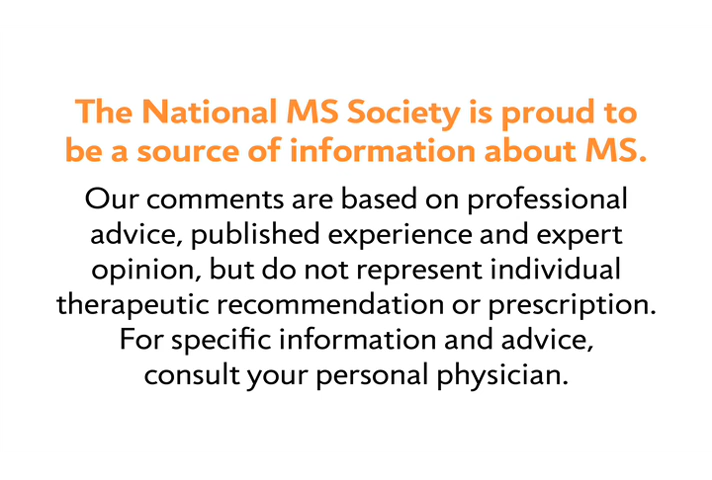 The National MS Society is proud to
be a source of information about MS.
Our comments are based on professional
advice, published experience and expert
opinion, but do not represent individual
therapeutic recommendation or prescription.
For specific information and advice,
consult your personal physician.